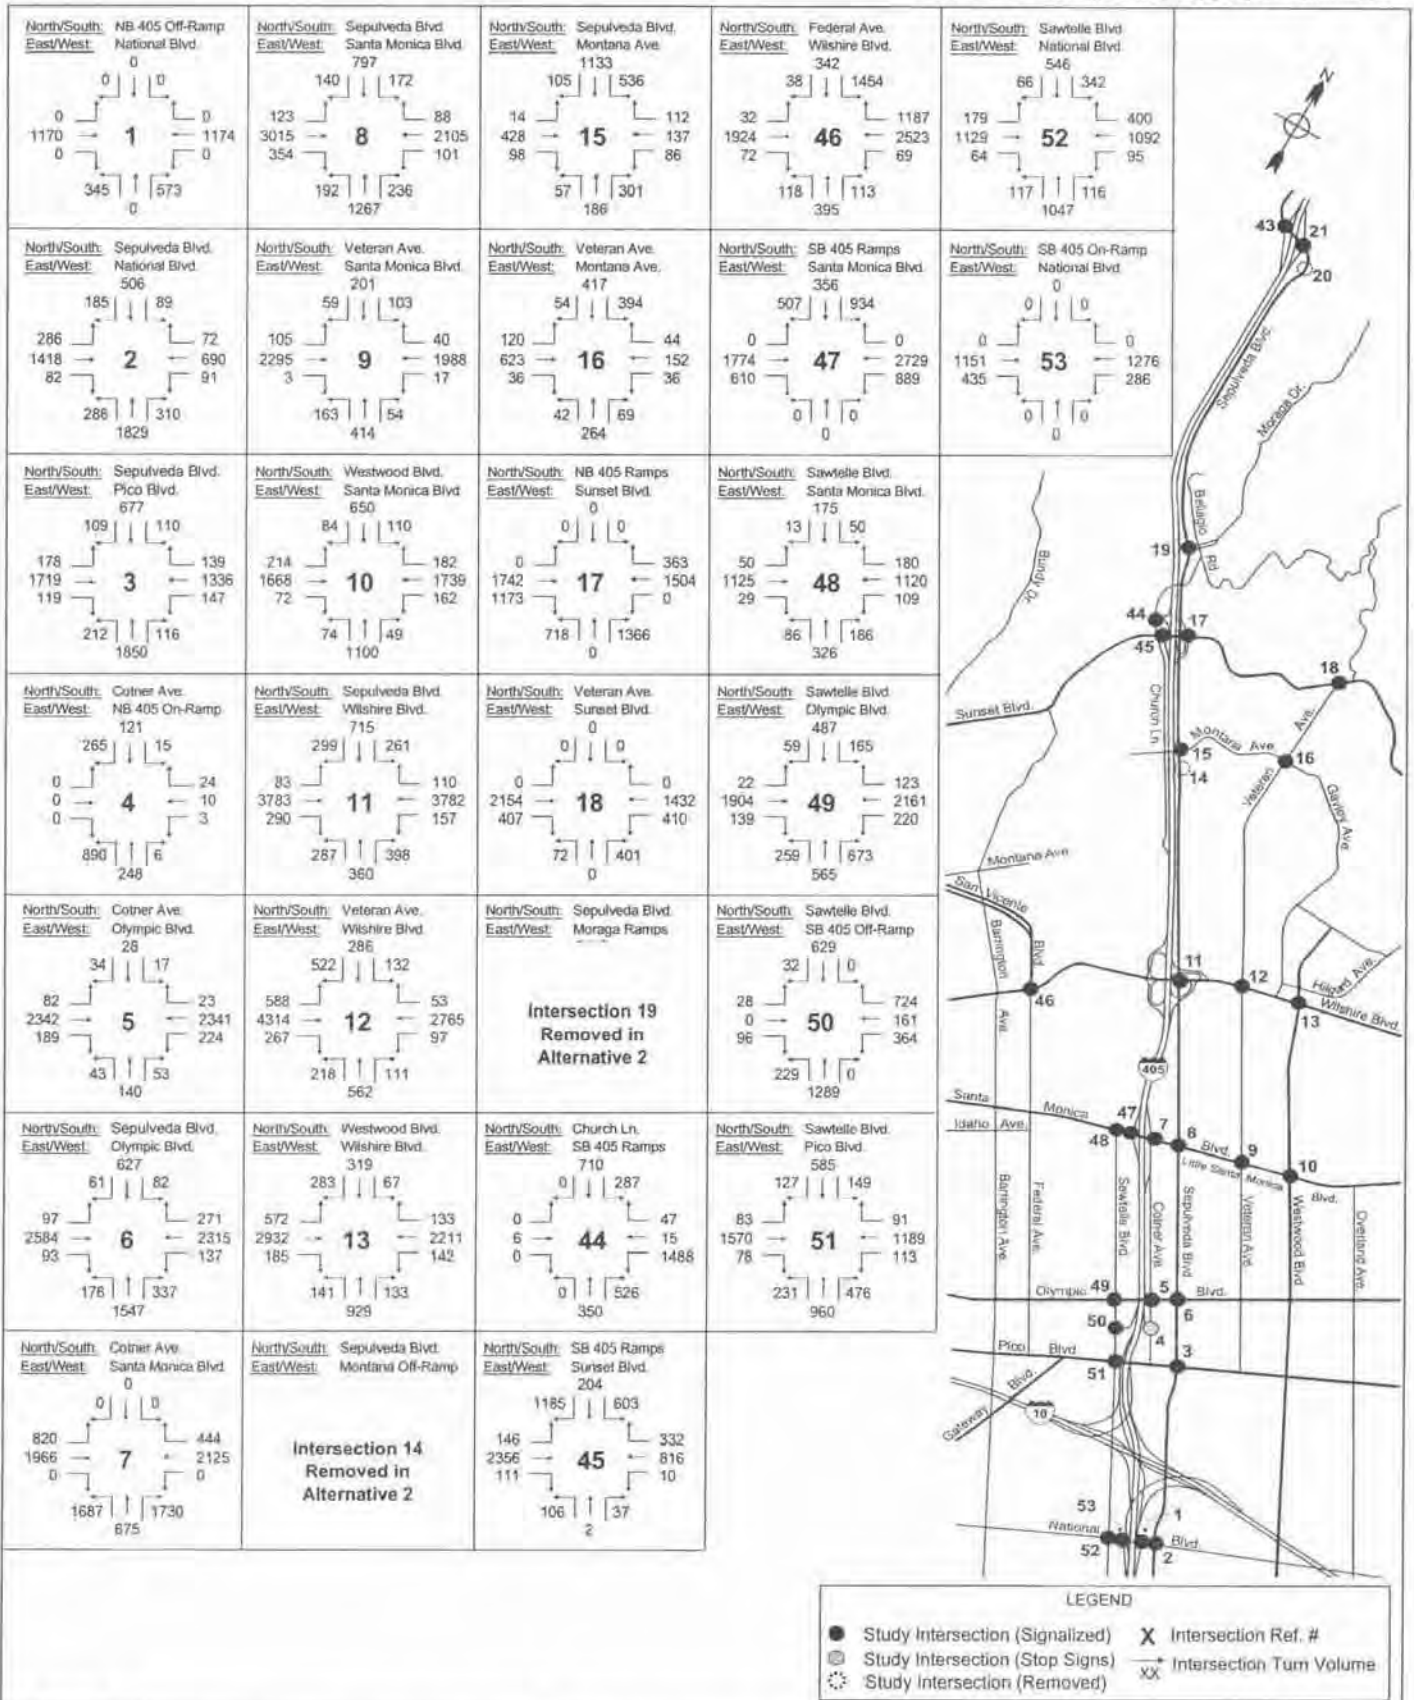 North/South: NB 405 Off-Ramp
East/West: National Blvd.
0
0 0
0 0
1170 1 1174
0 0
345 573
0
North/South: Sepulveda Blvd.
East/West: Santa Monica Blvd.
797
140 172
123 88
3015 8 2105
354 101
192 236
1267
North/South: Sepulveda Blvd.
East/West: Montana Ave.
1133
105 536
14 112
428 15 137
98 86
57 301
186
North/South: Federal Ave.
East/West: Wilshire Blvd.
342
38 1454
32 1187
1924 46 2523
72 69
118 113
395
North/South: Sawtelle Blvd.
East/West: National Blvd.
546
66 342
179 400
1129 52 1092
64 95
117 116
1047
North/South: Sepulveda Blvd.
East/West: National Blvd.
506
185 89
286 72
1418 2 690
82 91
286 310
1829
North/South: Veteran Ave.
East/West: Santa Monica Blvd.
201
59 103
105 40
2295 9 1988
3 17
163 54
414
North/South: Veteran Ave.
East/West: Montana Ave.
417
54 394
120 44
623 16 152
36 36
42 69
264
North/South: SB 405 Ramps
East/West: Santa Monica Blvd.
356
507 934
0 0
1774 47 2729
610 889
0 0
0
North/South: SB 405 On-Ramp
East/West: National Blvd.
0
0 0
0 0
1151 53 1276
435 286
0 0
0
North/South: Sepulveda Blvd.
East/West: Pico Blvd.
677
109 110
178 139
1719 3 1336
119 147
212 116
1850
North/South: Westwood Blvd.
East/West: Santa Monica Blvd
650
84 110
214 182
1668 10 1739
72 162
74 49
1100
North/South: NB 405 Ramps
East/West: Sunset Blvd.
0
0 0
0 363
1742 17 1504
1173 0
718 1366
0
North/South: Sawtelle Blvd.
East/West: Santa Monica Blvd.
175
13 50
50 180
1125 48 1120
29 109
86 186
326
North/South: Cotner Ave.
East/West: NB 405 On-Ramp
121
265 15
0 24
0 4 10
0 3
890 6
248
North/South: Sepulveda Blvd.
East/West: Wilshire Blvd.
715
299 261
83 110
3783 11 3782
290 157
287 398
360
North/South: Veteran Ave.
East/West: Sunset Blvd.
0
0 0
0 0
2154 18 1432
407 410
72 401
0
North/South: Sawtelle Blvd
East/West: Olympic Blvd.
487
59 165
22 123
1904 49 2161
139 220
259 673
565
North/South: Cotner Ave.
East/West: Olympic Blvd.
28
34 17
82 23
2342 5 2341
189 224
43 53
140
North/South: Veteran Ave.
East/West: Wilshire Blvd.
286
522 132
588 53
4314 12 2765
267 97
218 111
562
North/South: Sepulveda Blvd.
East/West: Moraga Ramps
Intersection 19
Removed in
Alternative 2
North/South: Sawtelle Blvd.
East/West: SB 405 Off-Ramp
629
32 0
28 724
0 50 161
96 364
229 0
1289
North/South: Sepulveda Blvd.
East/West: Olympic Blvd.
627
61 82
97 271
2584 6 2315
93 137
176 337
1547
North/South: Westwood Blvd.
East/West: Wilshire Blvd.
319
283 67
572 133
2932 13 2211
185 142
141 133
929
North/South: Church Ln.
East/West: SB 405 Ramps
710
0 287
0 47
6 44 15
0 1488
0 526
350
North/South: Sawtelle Blvd.
East/West: Pico Blvd.
585
127 149
83 91
1570 51 1189
78 113
231 476
960
North/South: Cotner Ave.
East/West: Santa Monica Blvd
0
0 0
820 444
1966 7 2125
0 0
1687 1730
675
North/South: Sepulveda Blvd.
East/West: Montana Off-Ramp
Intersection 14
Removed in
Alternative 2
North/South: SB 405 Ramps
East/West: Sunset Blvd.
204
1185 603
146 332
2356 45 816
111 10
106 37
2
N
43
21
20
Sepulveda Blvd.
Moraga Dr.
Bellagio Rd.
19
Bundy Dr.
44 17
45
18
Sunset Blvd.
Church Ln.
Montana Ave.
15
14
16
Veteran Ave.
Gayley Ave.
Montana Ave
San Vicente Blvd.
Barrington Ave.
46
11
12
13
Hilgard Ave.
Wilshire Blvd.
405
Santa Monica Blvd.
Idaho Ave.
47
48
7
8
9
10
Little Santa Monica Blvd.
Barrington Ave.
Federal Ave.
Sawtelle Blvd.
Cotner Ave.
Sepulveda Blvd.
Veteran Ave.
Westwood Blvd.
Overland Ave.
Olympic Blvd.
49 5
6
50 4
3
Pico Blvd
51
Gateway Blvd.
10
53 1
National Blvd.
52 2
LEGEND
Study Intersection (Signalized) X Intersection Ref. #
Study Intersection (Stop Signs) XX Intersection Turn Volume
Study Intersection (Removed)